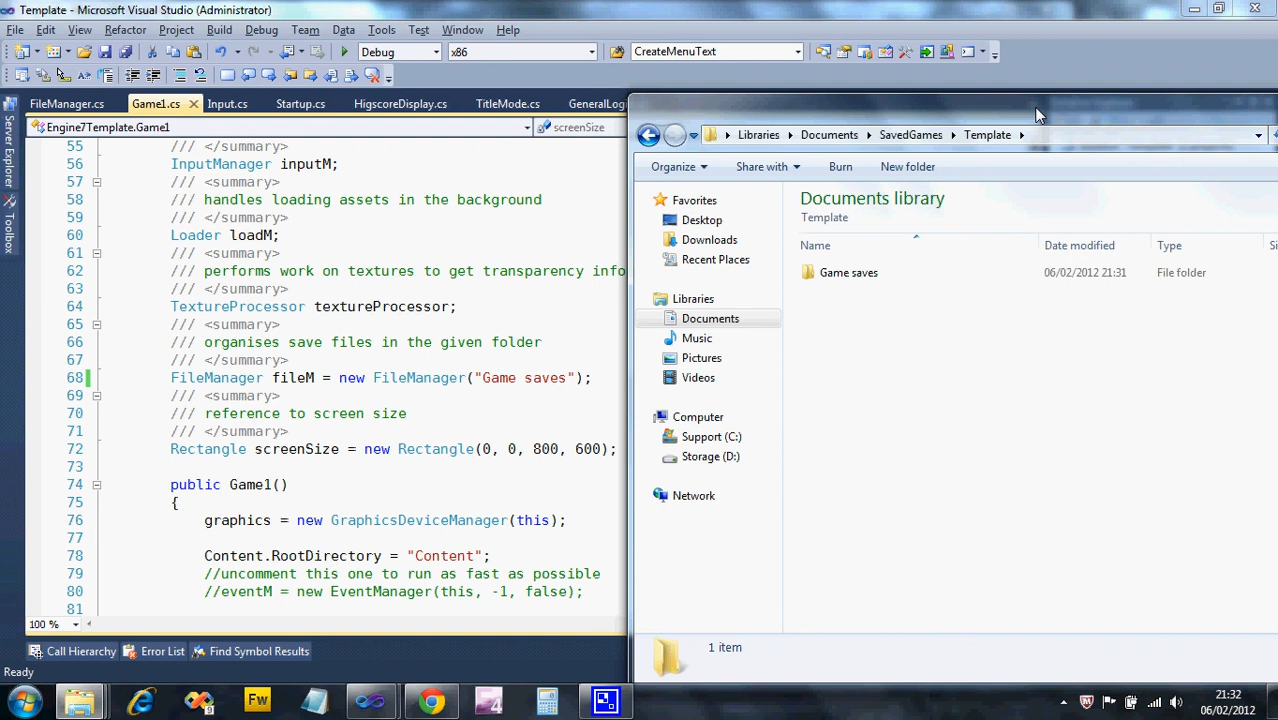 Template - Microsoft Visual Studio (Administrator)
File Edit View Refactor Project Build Debug Team Data Tools Test Window Help
Debug x86 CreateMenuText
FileManager.cs Game1.cs Input.cs Startup.cs HigscoreDisplay.cs TitleMode.cs GeneralLogi
Engine7Template.Game1 screenSize
Server Explorer
Toolbox
55 /// </summary>
56 InputManager inputM;
57 /// <summary>
58 /// handles loading assets in the background
59 /// </summary>
60 Loader loadM;
61 /// <summary>
62 /// performs work on textures to get transparency info
63 /// </summary>
64 TextureProcessor textureProcessor;
65 /// <summary>
66 /// organises save files in the given folder
67 /// </summary>
68 FileManager fileM = new FileManager("Game saves");
69 /// <summary>
70 /// reference to screen size
71 /// </summary>
72 Rectangle screenSize = new Rectangle(0, 0, 800, 600);
73
74 public Game1()
75 {
76 graphics = new GraphicsDeviceManager(this);
77
78 Content.RootDirectory = "Content";
79 //uncomment this one to run as fast as possible
80 //eventM = new EventManager(this, -1, false);
81
100 %
Call Hierarchy Error List Find Symbol Results
Ready
Libraries Documents SavedGames Template
Organize Share with Burn New folder
Favorites
Desktop
Downloads
Recent Places
Libraries
Documents
Music
Pictures
Videos
Computer
Support (C:)
Storage (D:)
Network
Documents library
Template
Name Date modified Type Si
Game saves 06/02/2012 21:31 File folder
1 item
Fw
4
21:32
06/02/2012